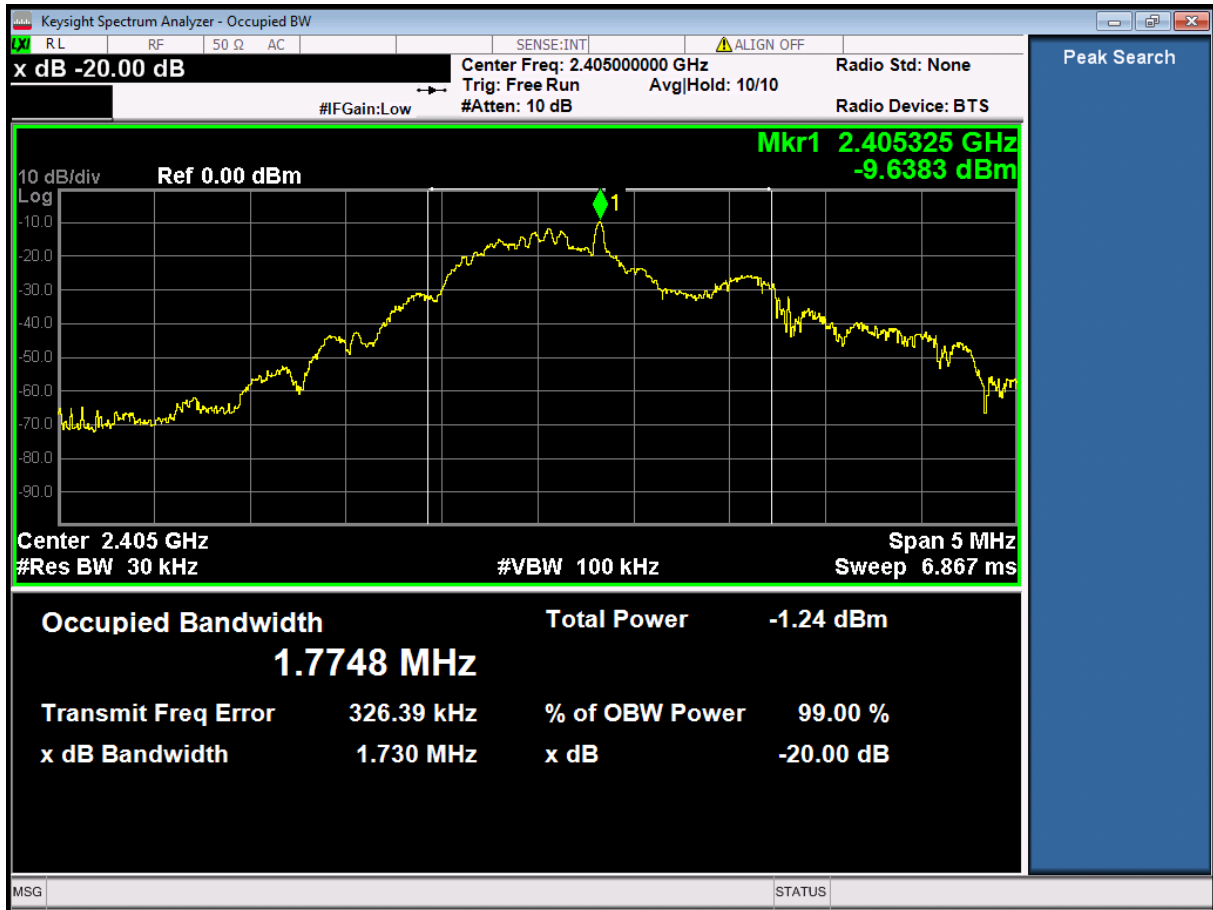 Keysight Spectrum Analyzer - Occupied BW
LXI RL RF 50 Ω AC SENSE:INT ALIGN OFF
x dB -20.00 dB
Center Freq: 2.405000000 GHz Radio Std: None
Trig: Free Run Avg|Hold: 10/10
#IFGain:Low #Atten: 10 dB Radio Device: BTS
Peak Search
Mkr1 2.405325 GHz
-9.6383 dBm
10 dB/div Ref 0.00 dBm
Log
1
-10.0
-20.0
-30.0
-40.0
-50.0
-60.0
-70.0
-80.0
-90.0
Center 2.405 GHz Span 5 MHz
#Res BW 30 kHz #VBW 100 kHz Sweep 6.867 ms
Occupied Bandwidth Total Power -1.24 dBm
1.7748 MHz
Transmit Freq Error 326.39 kHz % of OBW Power 99.00 %
x dB Bandwidth 1.730 MHz x dB -20.00 dB
MSG STATUS